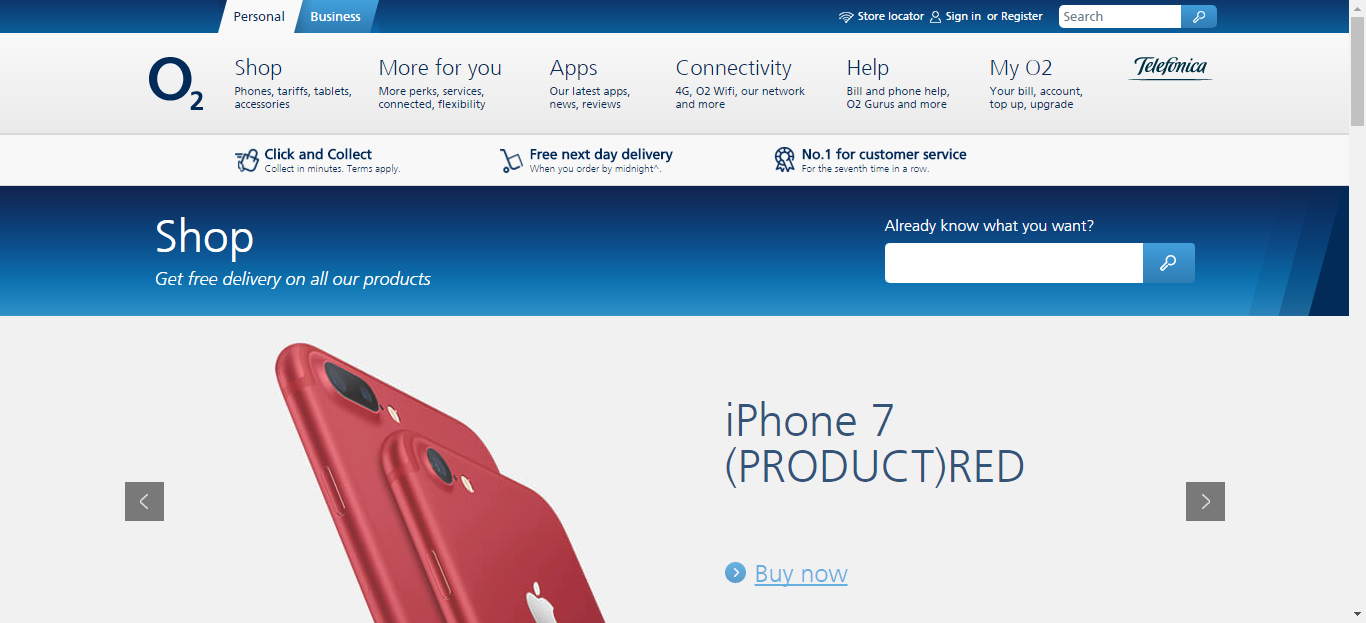 Personal
Business
Store locator
Sign in or Register
Search
O2
Shop
Phones, tariffs, tablets,
accessories
More for you
More perks, services,
connected, flexibility
Apps
Our latest apps,
news, reviews
Connectivity
4G, O2 Wifi, our network
and more
Help
Bill and phone help,
O2 Gurus and more
My O2
Your bill, account,
top up, upgrade
Telefónica
Click and Collect
Collect in minutes. Terms apply.
Free next day delivery
When you order by midnight^.
No.1 for customer service
For the seventh time in a row.
Shop
Get free delivery on all our products
Already know what you want?
iPhone 7
(PRODUCT)RED
Buy now